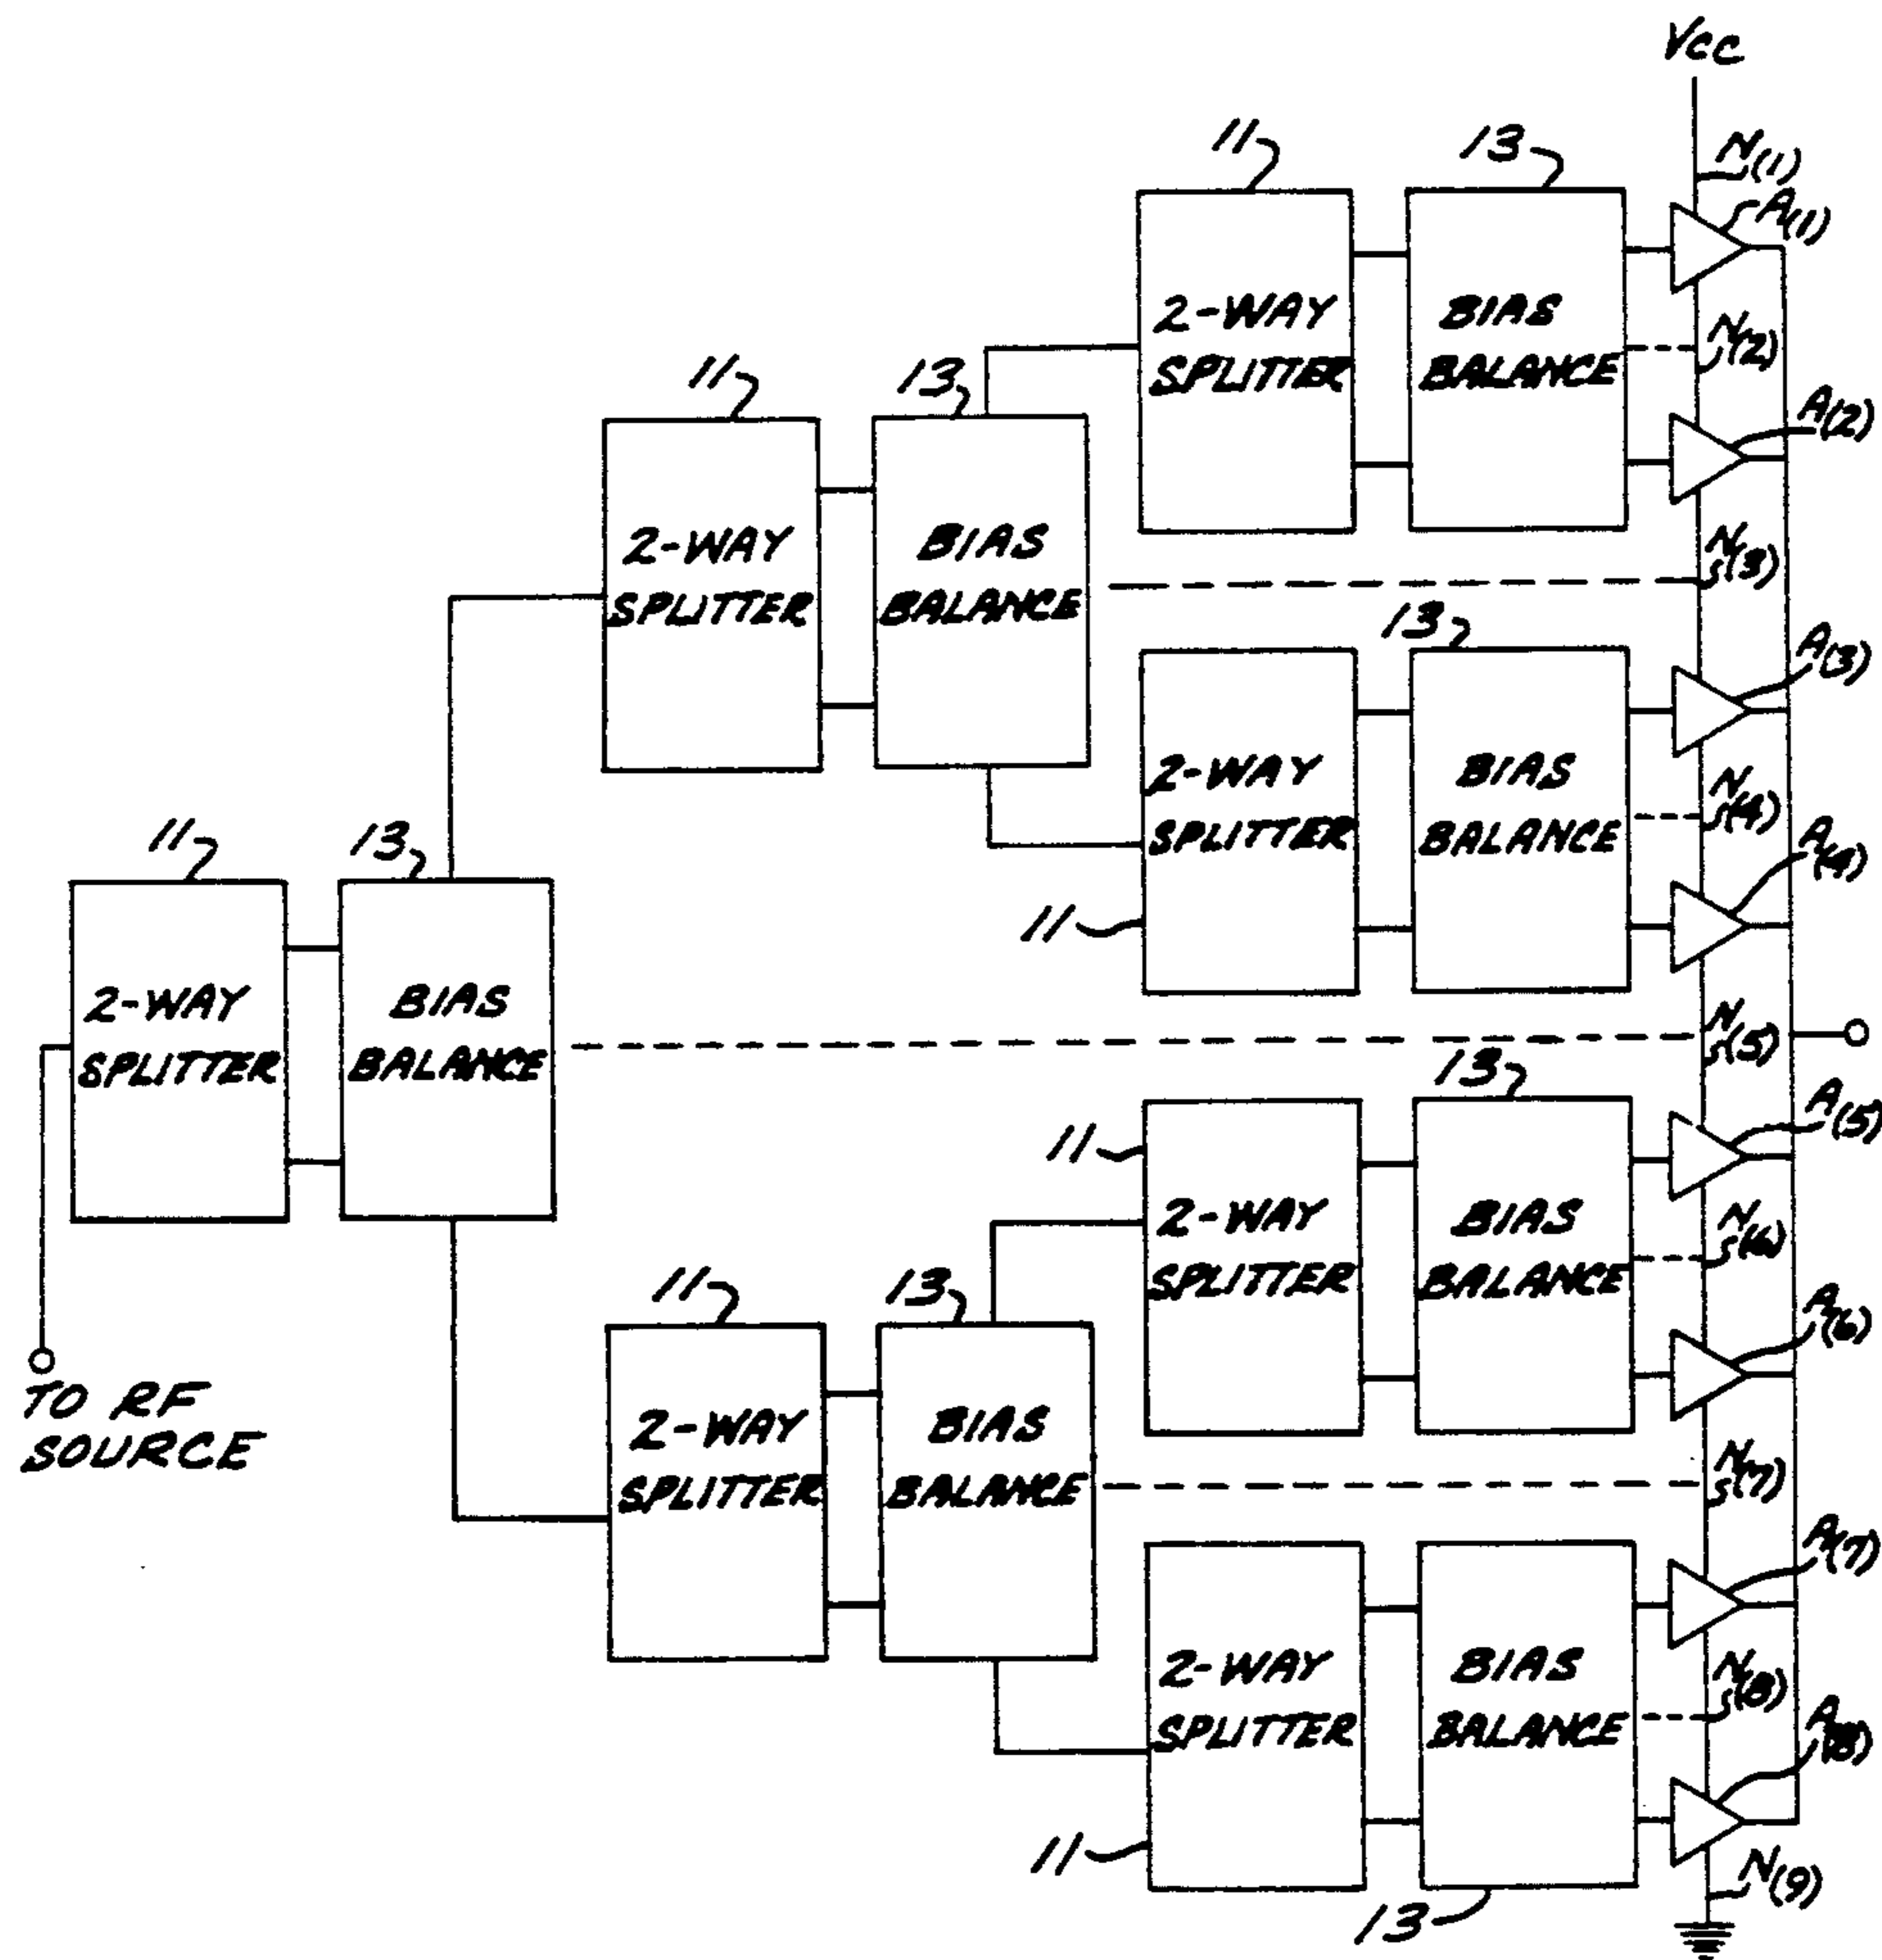 Vcc
N(1)
11
13
A(1)
2-WAY
SPLITTER
BIAS
BALANCE
N(2)
11
13
A(2)
2-WAY
SPLITTER
BIAS
BALANCE
N(3)
13
A(3)
2-WAY
SPLITTER
BIAS
BALANCE
N(4)
11
13
A(4)
11
2-WAY
SPLITTER
BIAS
BALANCE
N(5)
13
11
A(5)
2-WAY
SPLITTER
BIAS
BALANCE
N(6)
11
13
A(6)
TO RF
SOURCE
2-WAY
SPLITTER
BIAS
BALANCE
N(7)
A(7)
2-WAY
SPLITTER
BIAS
BALANCE
N(8)
A(8)
11
13
N(9)